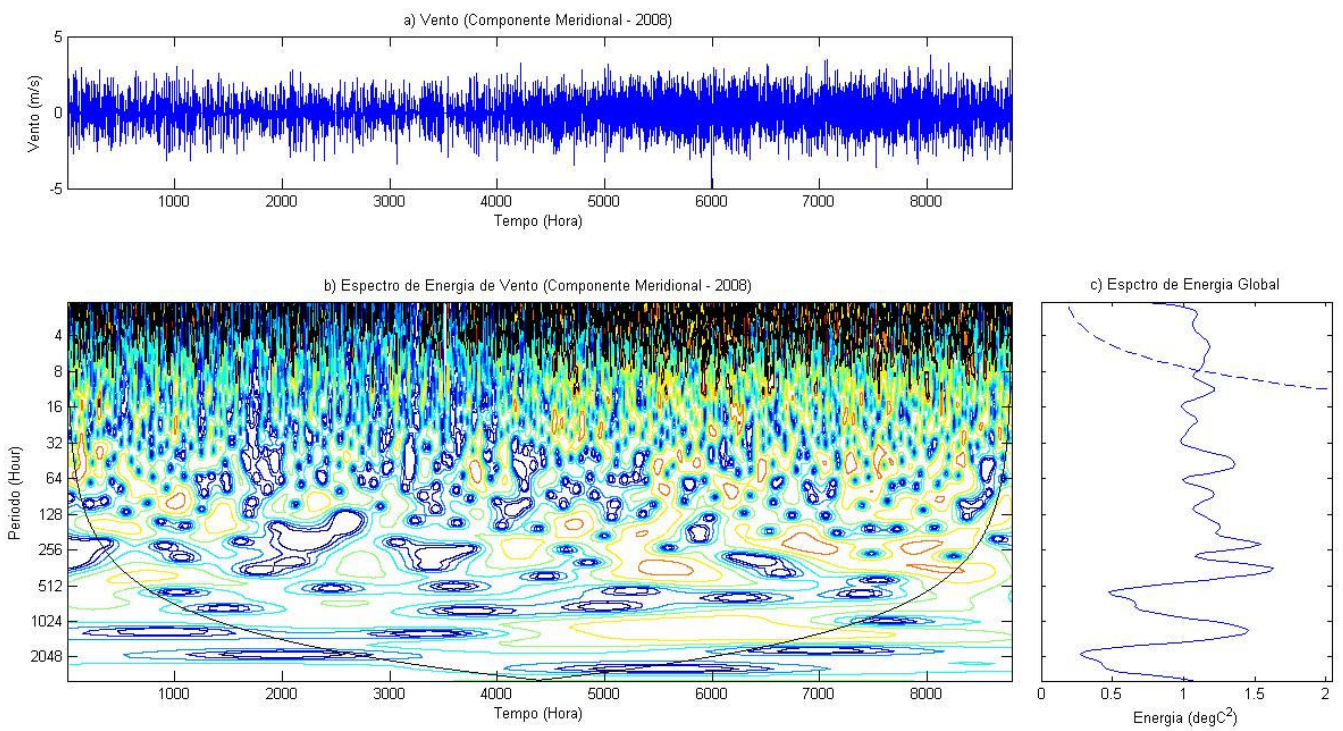 a) Vento (Componente Meridional - 2008)
5
0
-5
Vento (m/s)
1000 2000 3000 4000 5000 6000 7000 8000
Tempo (Hora)
b) Espectro de Energia de Vento (Componente Meridional - 2008)
4
8
16
32
64
128
256
512
1024
2048
Periodo (Hour)
1000 2000 3000 4000 5000 6000 7000 8000
Tempo (Hora)
c) Espctro de Energia Global
0 0.5 1 1.5 2
Energia (degC²)